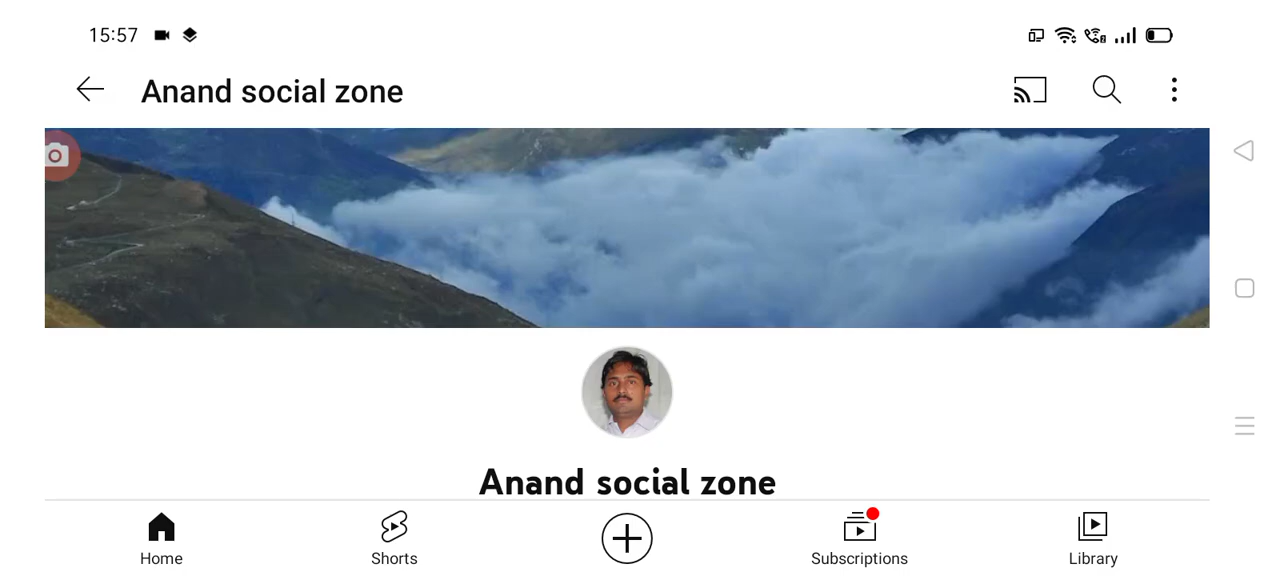 15:57
Anand social zone
Anand social zone
Home
Shorts
Subscriptions
Library